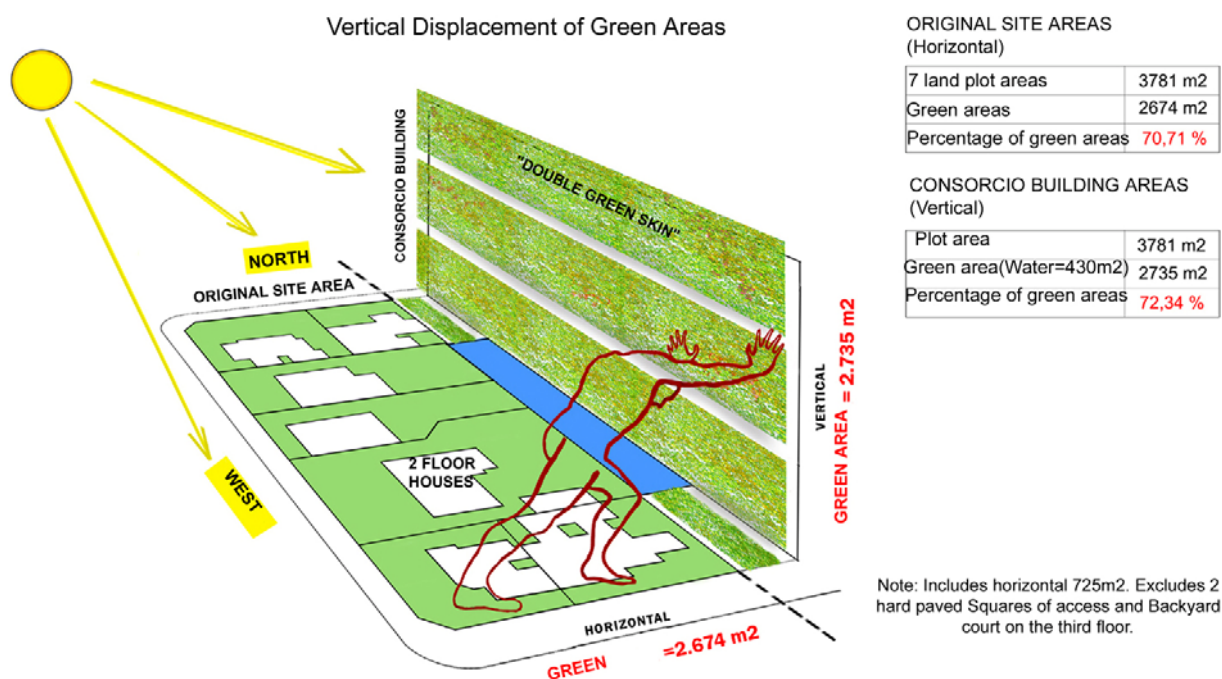 Vertical Displacement of Green Areas
ORIGINAL SITE AREAS
(Horizontal)
7 land plot areas 3781 m2
Green areas 2674 m2
Percentage of green areas 70,71 %
CONSORCIO BUILDING AREAS
(Vertical)
Plot area 3781 m2
Green area(Water=430m2) 2735 m2
Percentage of green areas 72,34 %
CONSORCIO BUILDING
"DOUBLE GREEN SKIN"
NORTH
ORIGINAL SITE AREA
WEST
2 FLOOR
HOUSES
VERTICAL
GREEN AREA = 2.735 m2
HORIZONTAL
GREEN =2.674 m2
Note: Includes horizontal 725m2. Excludes 2
hard paved Squares of access and Backyard
court on the third floor.